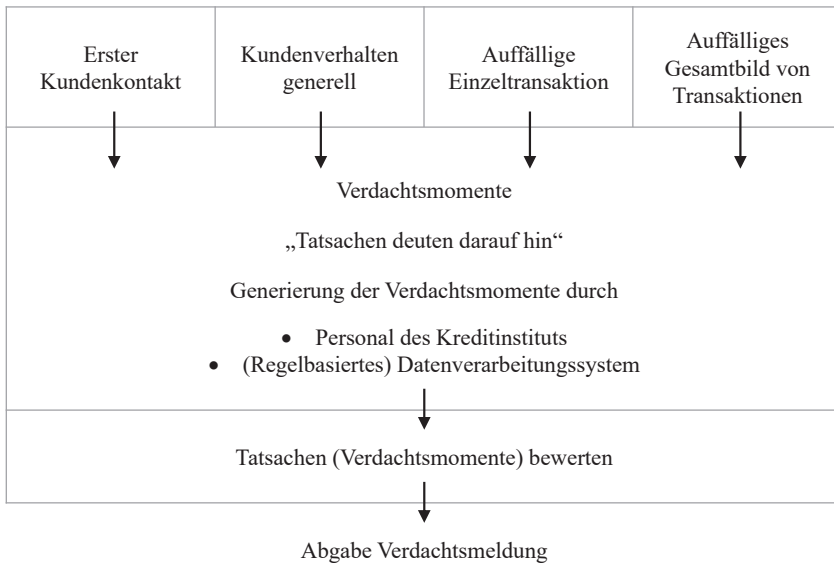 Erster
Kundenkontakt
Kundenverhalten
generell
Auffällige
Einzeltransaktion
Auffälliges
Gesamtbild von
Transaktionen
Verdachtsmomente
„Tatsachen deuten darauf hin“
Generierung der Verdachtsmomente durch
• Personal des Kreditinstituts
• (Regelbasiertes) Datenverarbeitungssystem
Tatsachen (Verdachtsmomente) bewerten
Abgabe Verdachtsmeldung